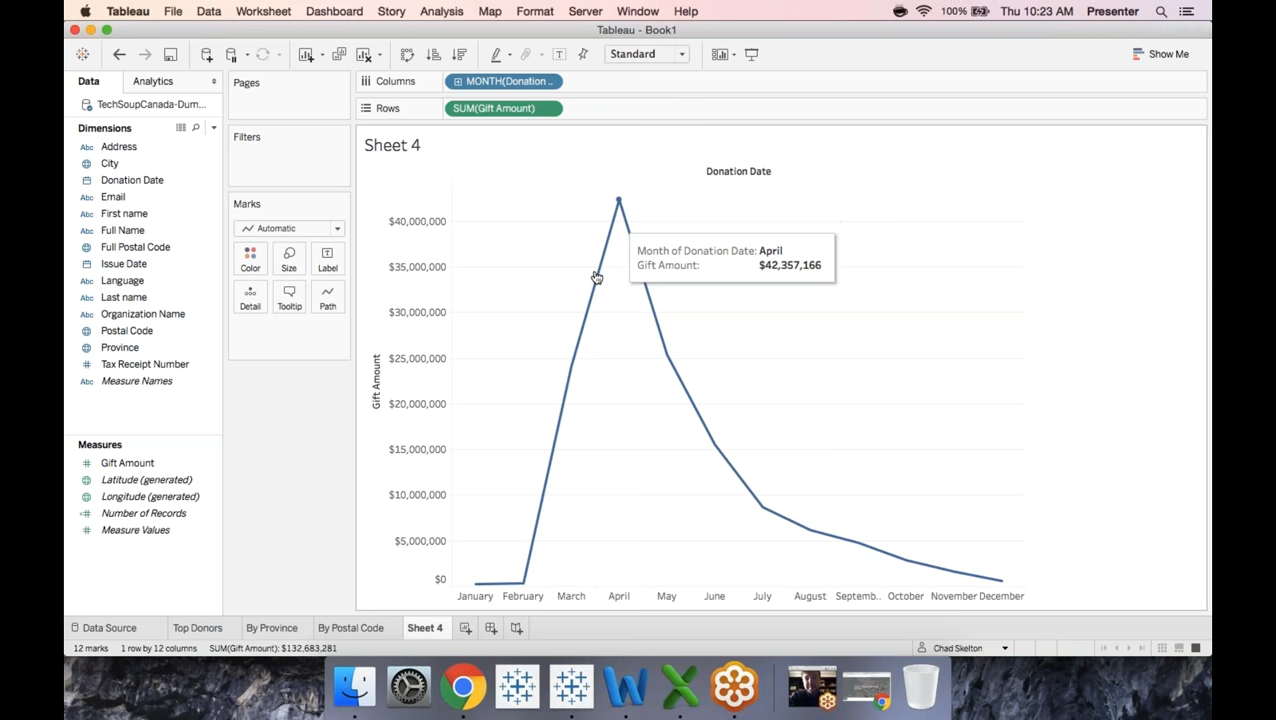 Tableau File Data Worksheet Dashboard Story Analysis Map Format Server Window Help 100% Thu 10:23 AM Presenter
Tableau - Book1
Standard Show Me
Data Analytics
TechSoupCanada-Dum...
Dimensions
Address
City
Donation Date
Email
First name
Full Name
Full Postal Code
Issue Date
Language
Last name
Organization Name
Postal Code
Province
Tax Receipt Number
Measure Names
Measures
Gift Amount
Latitude (generated)
Longitude (generated)
Number of Records
Measure Values
Pages
Filters
Marks
Automatic
Color Size Label
Detail Tooltip Path
Columns MONTH(Donation ..
Rows SUM(Gift Amount)
Sheet 4
Donation Date
$40,000,000
$35,000,000
$30,000,000
$25,000,000
$20,000,000
$15,000,000
$10,000,000
$5,000,000
$0
Gift Amount
Month of Donation Date: April
Gift Amount: $42,357,166
January February March April May June July August Septemb.. October November December
Data Source Top Donors By Province By Postal Code Sheet 4
12 marks 1 row by 12 columns SUM(Gift Amount): $132,683,281 Chad Skelton